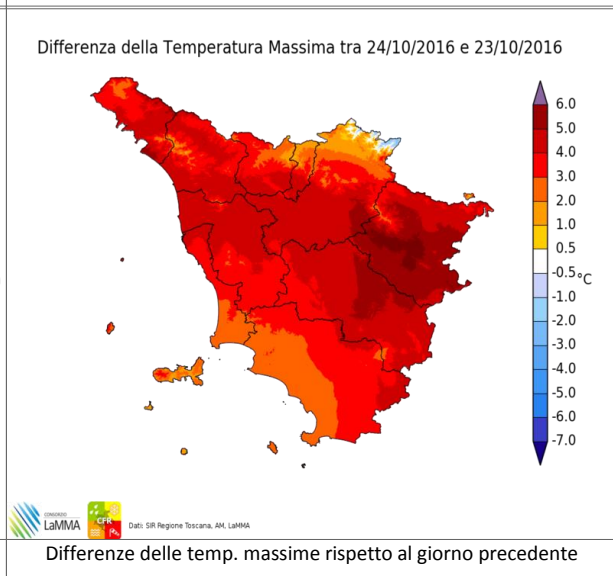 Differenza della Temperatura Massima tra 24/10/2016 e 23/10/2016
6.0
5.0
4.0
3.0
2.0
1.0
0.5
-0.5
°C
-1.0
-2.0
-3.0
-4.0
-5.0
-6.0
-7.0
CONSORZIO
LaMMA
CFR
Dati: SIR Regione Toscana, AM, LaMMA
Differenze delle temp. massime rispetto al giorno precedente